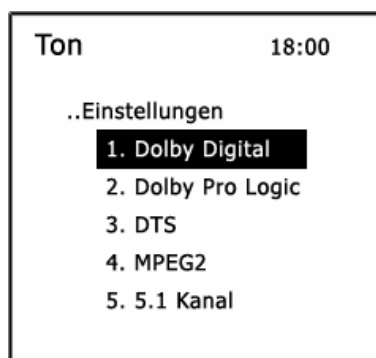 Ton 18:00
..Einstellungen
1. Dolby Digital
2. Dolby Pro Logic
3. DTS
4. MPEG2
5. 5.1 Kanal